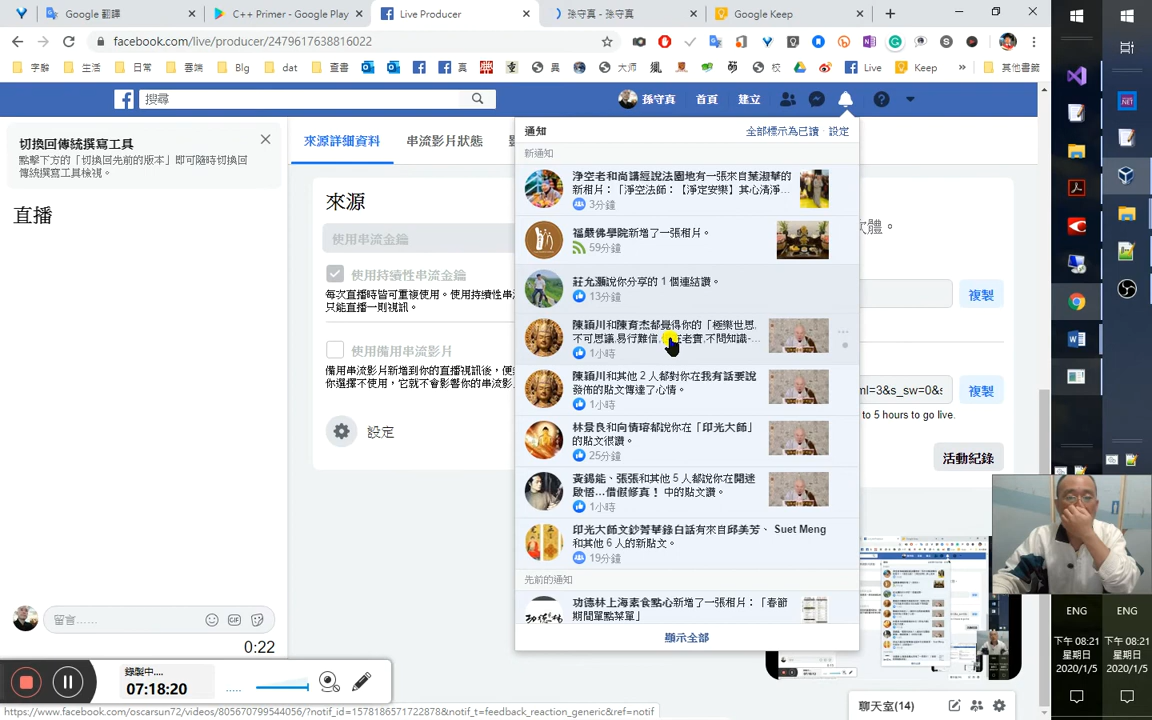 Google 翻譯
C++ Primer - Google Play
Live Producer
孫守真 - 孫守真
Google Keep
facebook.com/live/producer/2479617638816022
字辭
生活
日常
雲端
Blg
dat
查書
真
異
大师
校
Live
Keep
其他書籤
搜尋
孫守真
首頁
建立
切換回傳統撰寫工具
點擊下方的「切換回先前的版本」即可隨時切換回
傳統撰寫工具檢視。
直播
來源詳細資料
串流影片狀態
來源
使用串流金鑰
使用持續性串流金鑰
每次直播時皆可重複使用。使用持續性串
只能直播一則視訊。
使用備用串流影片
備用串流影片新增到你的直播視訊後，便
你選擇不使用，它就不會影響你的串流影
設定
通知
全部標示為已讀 · 設定
新通知
淨空老和尚講經說法園地有一張來自葉淑華的
新相片：「淨空法師：【淨定安樂】其心清淨...
3分鐘
福嚴佛學院新增了一張相片。
59分鐘
莊允灝說你分享的 1 個連結讚。
13分鐘
陳穎川和陳育杰都覺得你的「極樂世思,
不可思議,易行難信,
老實,不問知識-...
1小時
陳穎川和其他 2 人都對你在我有話要說
發佈的貼文傳達了心情。
1小時
林景良和向情瑢都說你在「印光大師」
的貼文很讚。
25分鐘
黃錫能、張張和其他 5 人都說你在開迷
啟悟...借假修真！ 中的貼文讚。
1小時
印光大師文鈔菁華錄白話有來自邱美芳、 Suet Meng
和其他 6 人的新貼文。
19分鐘
先前的通知
功德林上海素食點心新增了一張相片：「春節
期間單點菜單」
顯示全部
體。
複製
ml=3&s_sw=0&s
複製
to 5 hours to go live.
活動紀錄
留言......
GIF
0:22
錄製中....
07:18:20
聊天室(14)
https://www.facebook.com/oscarsun72/videos/805670799544056/?notif_id=1578186571722878&notif_t=feedback_reaction_generic&ref=notif
ENG
下午 08:21
星期日
2020/1/5
ENG
下午 08:21
星期日
2020/1/5